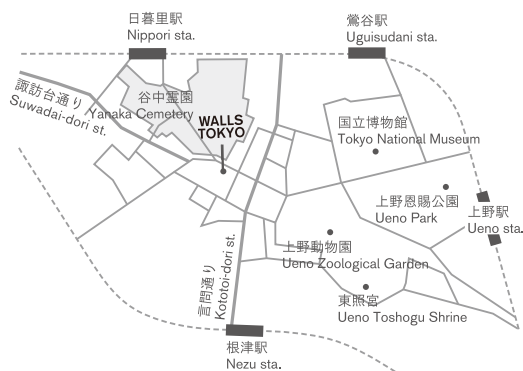 日暮里駅
Nippori sta.
鶯谷駅
Uguisudani sta.
諏訪台通り
Suwadai-dori st.
谷中霊園
Yanaka Cemetery
WALLS
TOKYO
国立博物館
Tokyo National Museum
上野恩賜公園
Ueno Park
上野駅
Ueno sta.
上野動物園
Ueno Zoological Garden
言問通り
Kototoi-dori st.
東照宮
Ueno Toshogu Shrine
根津駅
Nezu sta.